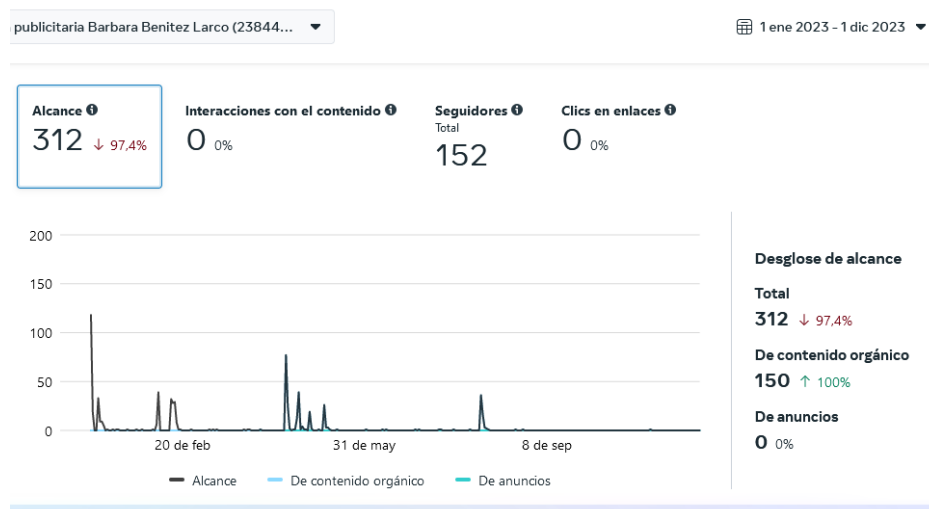 publicitaria Barbara Benitez Larco (23844...
1 ene 2023 - 1 dic 2023
Alcance
312 ↓ 97,4%
Interacciones con el contenido
0 0%
Seguidores
Total
152
Clics en enlaces
0 0%
200
150
100
50
0
20 de feb
31 de may
8 de sep
Alcance
De contenido orgánico
De anuncios
Desglose de alcance
Total
312 ↓ 97,4%
De contenido orgánico
150 ↑ 100%
De anuncios
0 0%